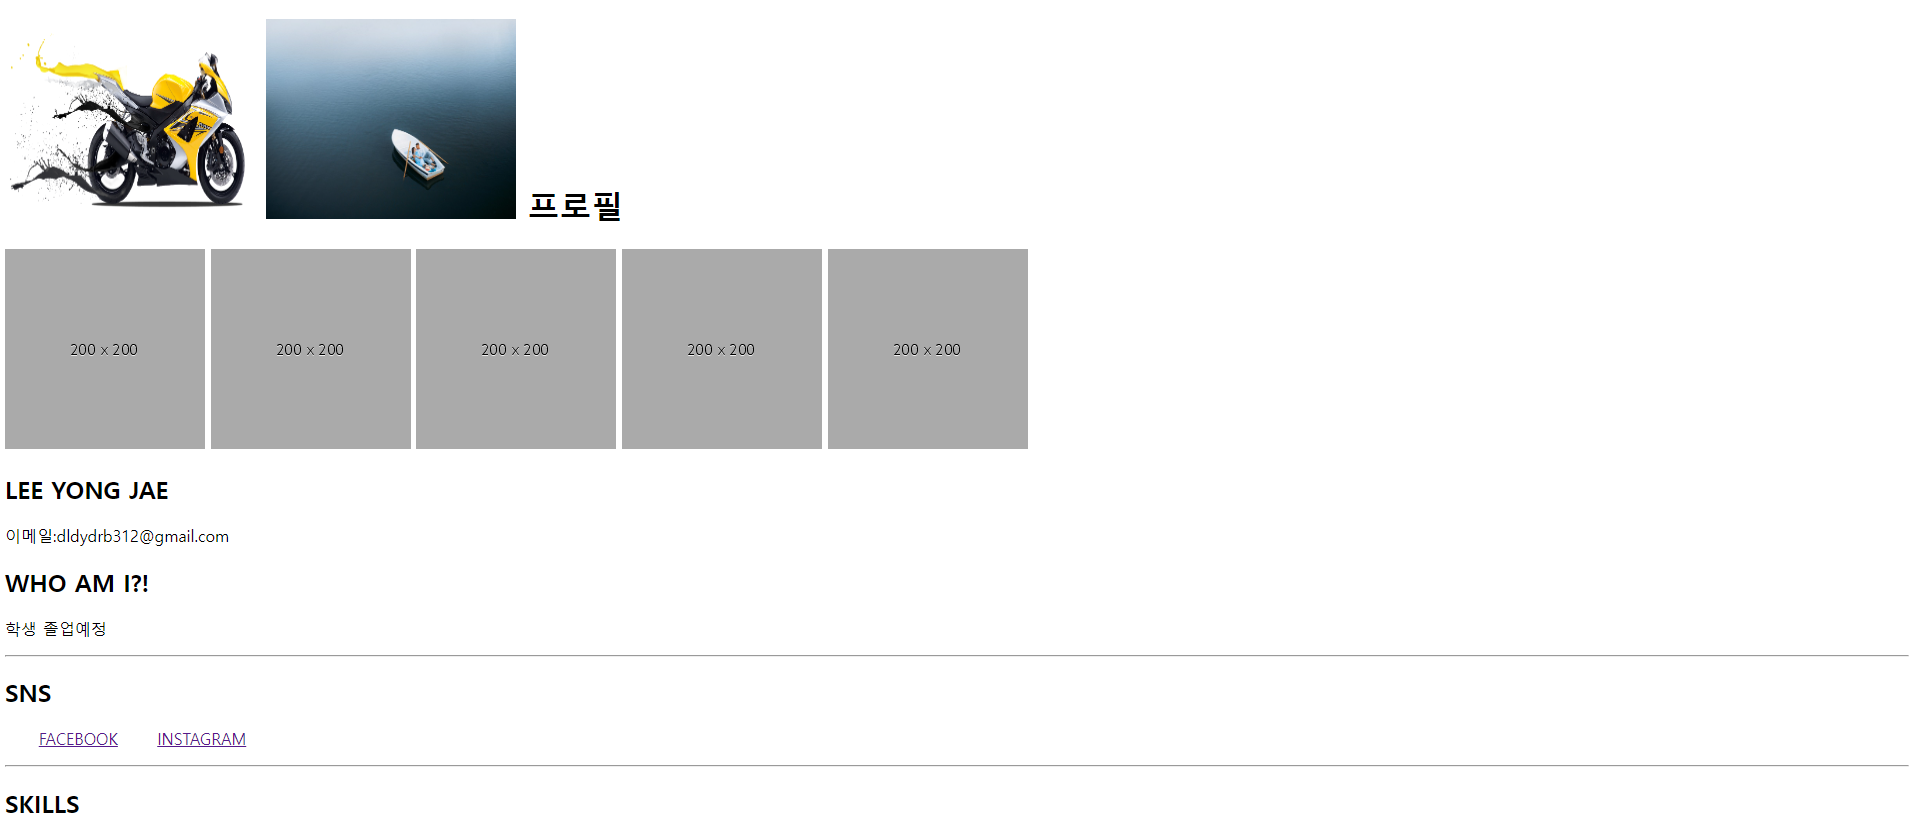 프로필
200 x 200 200 x 200 200 x 200 200 x 200 200 x 200
LEE YONG JAE
이메일:dldydrb312@gmail.com
WHO AM I?!
학생 졸업예정
SNS
FACEBOOK INSTAGRAM
SKILLS